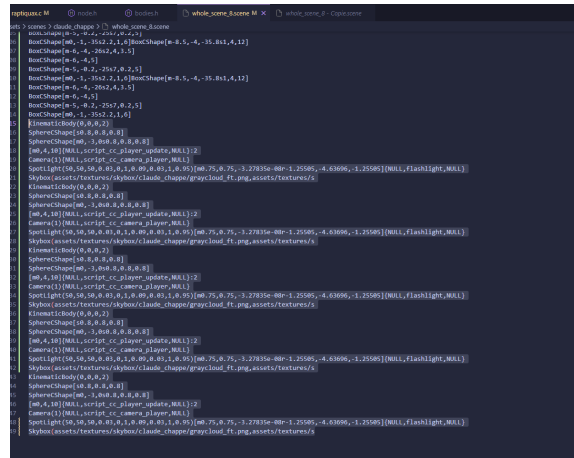 raptiquax.c M node.h bodies.h whole_scene_8.scene M × whole_scene_8 - Copie.scene
ets > scenes > claude_chappe > whole_scene_8.scene
BoxCShape[m-5,-0.2,-25s7,0.2,5]
BoxCShape[m0,-1,-35s2.2,1,6]BoxCShape[m-8.5,-4,-35.8s1,4,12]
BoxCShape[m-6,-4,-26s2,4,3.5]
BoxCShape[m-6,-4,5]
BoxCShape[m-5,-0.2,-25s7,0.2,5]
BoxCShape[m0,-1,-35s2.2,1,6]BoxCShape[m-8.5,-4,-35.8s1,4,12]
BoxCShape[m-6,-4,-26s2,4,3.5]
BoxCShape[m-6,-4,5]
BoxCShape[m-5,-0.2,-25s7,0.2,5]
BoxCShape[m0,-1,-35s2.2,1,6]
KinematicBody(0,0,0,2)
SphereCShape[s0.8,0.8,0.8]
SphereCShape[m0,-3,0s0.8,0.8,0.8]
[m0,4,10]{NULL,script_cc_player_update,NULL}:2
Camera(1){NULL,script_cc_camera_player,NULL}
SpotLight(50,50,50,0.03,0,1,0.09,0.03,1,0.95)[m0.75,0.75,-3.27835e-08r-1.25505,-4.63696,-1.25505]{NULL,flashlight,NULL}
Skybox(assets/textures/skybox/claude_chappe/graycloud_ft.png,assets/textures/s
KinematicBody(0,0,0,2)
SphereCShape[s0.8,0.8,0.8]
SphereCShape[m0,-3,0s0.8,0.8,0.8]
[m0,4,10]{NULL,script_cc_player_update,NULL}:2
Camera(1){NULL,script_cc_camera_player,NULL}
SpotLight(50,50,50,0.03,0,1,0.09,0.03,1,0.95)[m0.75,0.75,-3.27835e-08r-1.25505,-4.63696,-1.25505]{NULL,flashlight,NULL}
Skybox(assets/textures/skybox/claude_chappe/graycloud_ft.png,assets/textures/s
KinematicBody(0,0,0,2)
SphereCShape[s0.8,0.8,0.8]
SphereCShape[m0,-3,0s0.8,0.8,0.8]
[m0,4,10]{NULL,script_cc_player_update,NULL}:2
Camera(1){NULL,script_cc_camera_player,NULL}
SpotLight(50,50,50,0.03,0,1,0.09,0.03,1,0.95)[m0.75,0.75,-3.27835e-08r-1.25505,-4.63696,-1.25505]{NULL,flashlight,NULL}
Skybox(assets/textures/skybox/claude_chappe/graycloud_ft.png,assets/textures/s
KinematicBody(0,0,0,2)
SphereCShape[s0.8,0.8,0.8]
SphereCShape[m0,-3,0s0.8,0.8,0.8]
[m0,4,10]{NULL,script_cc_player_update,NULL}:2
Camera(1){NULL,script_cc_camera_player,NULL}
SpotLight(50,50,50,0.03,0,1,0.09,0.03,1,0.95)[m0.75,0.75,-3.27835e-08r-1.25505,-4.63696,-1.25505]{NULL,flashlight,NULL}
Skybox(assets/textures/skybox/claude_chappe/graycloud_ft.png,assets/textures/s
KinematicBody(0,0,0,2)
SphereCShape[s0.8,0.8,0.8]
SphereCShape[m0,-3,0s0.8,0.8,0.8]
[m0,4,10]{NULL,script_cc_player_update,NULL}:2
Camera(1){NULL,script_cc_camera_player,NULL}
SpotLight(50,50,50,0.03,0,1,0.09,0.03,1,0.95)[m0.75,0.75,-3.27835e-08r-1.25505,-4.63696,-1.25505]{NULL,flashlight,NULL}
Skybox(assets/textures/skybox/claude_chappe/graycloud_ft.png,assets/textures/s